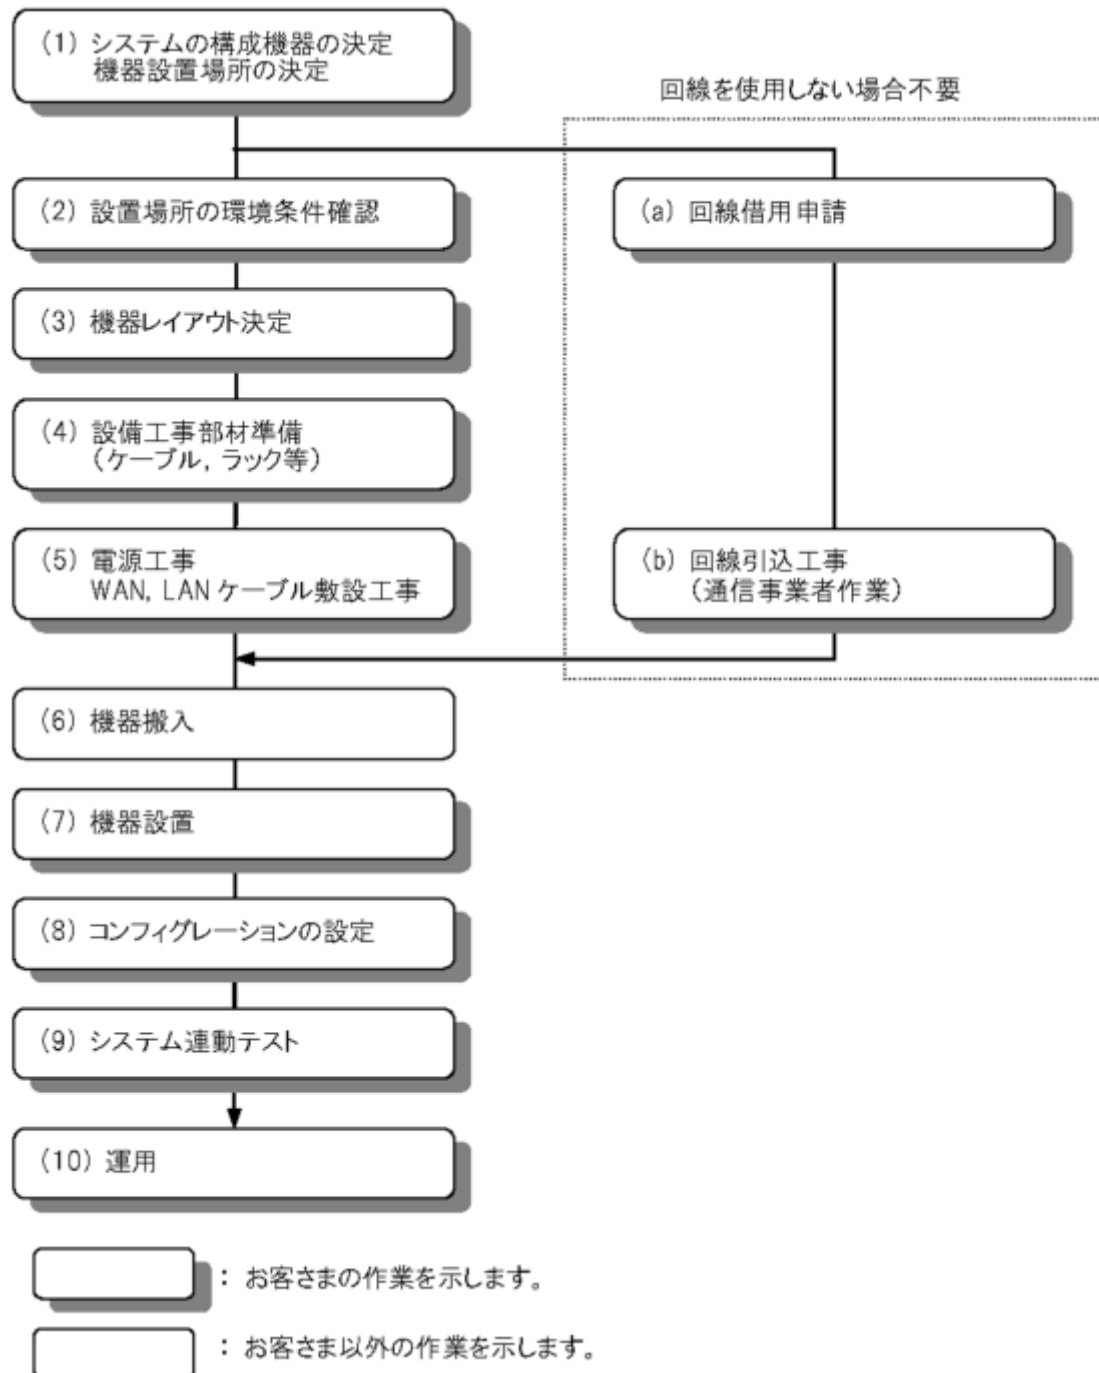 (1) システムの構成機器の決定
機器設置場所の決定
回線を使用しない場合不要
(2) 設置場所の環境条件確認
(a) 回線借用申請
(3) 機器レイアウト決定
(4) 設備工事部材準備
(ケーブル, ラック等)
(5) 電源工事
WAN, LAN ケーブル敷設工事
(b) 回線引込工事
(通信事業者作業)
(6) 機器搬入
(7) 機器設置
(8) コンフィグレーションの設定
(9) システム連動テスト
(10) 運用
: お客さまの作業を示します。
: お客さま以外の作業を示します。